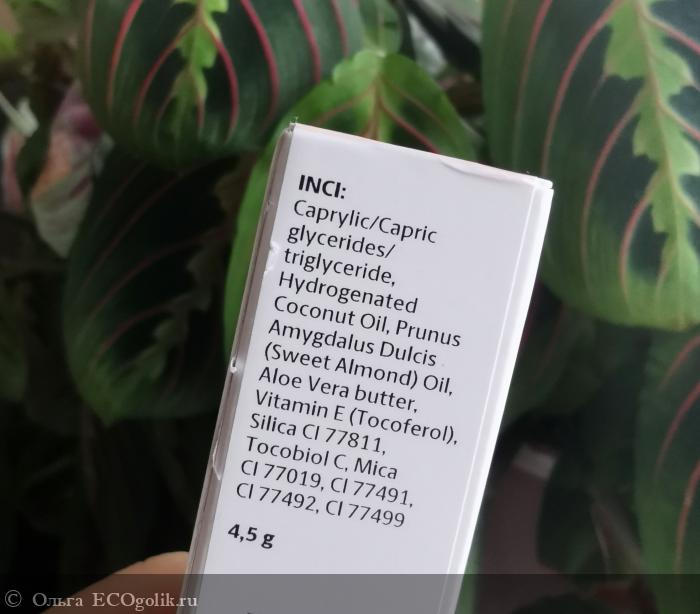 INCI:
Caprylic/Capric
glycerides/
triglyceride,
Hydrogenated
Coconut Oil, Prunus
Amygdalus Dulcis
(Sweet Almond) Oil,
Aloe Vera butter,
Vitamin E (Tocoferol),
Silica CI 77811,
Tocobiol C, Mica
CI 77019, CI 77491,
CI 77492, CI 77499
4,5 g
© Ольга ECOgolik.ru